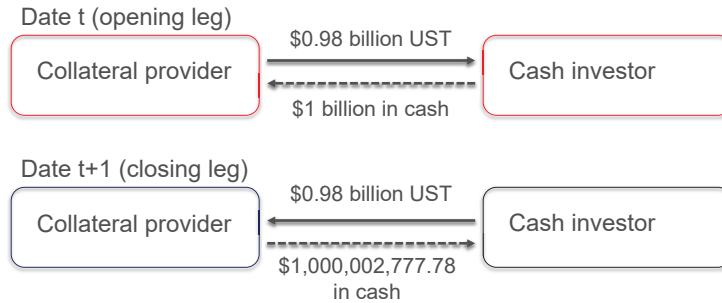 Date t (opening leg)
$0.98 billion UST
Collateral provider
Cash investor
$1 billion in cash
Date t+1 (closing leg)
$0.98 billion UST
Collateral provider
Cash investor
$1,000,002,777.78
in cash